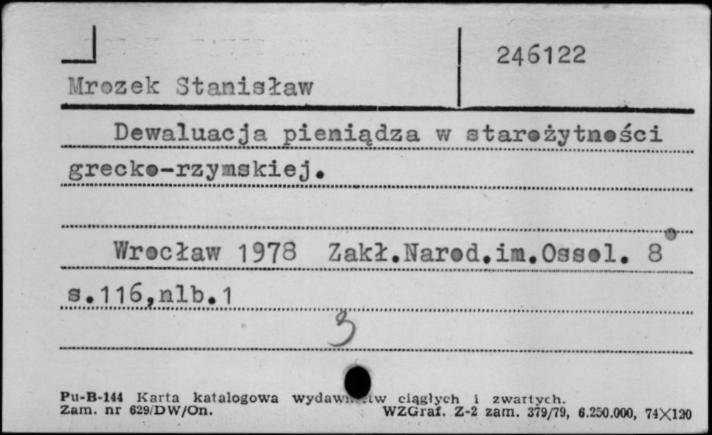 246122
Mrozek Stanisław
Dewaluacja pieniądza w starożytności
grecko-rzymskiej.
Wrocław 1978 Zakł.Narod.im.Ossol. 8°
s.116,nlb.1
3
Pu-B-144 Karta katalogowa ciągłych i zwartych.
Zam. nr 629/DW/On. WZGraf. Z-2 zam. 379/79, 6.250.000, 74X120